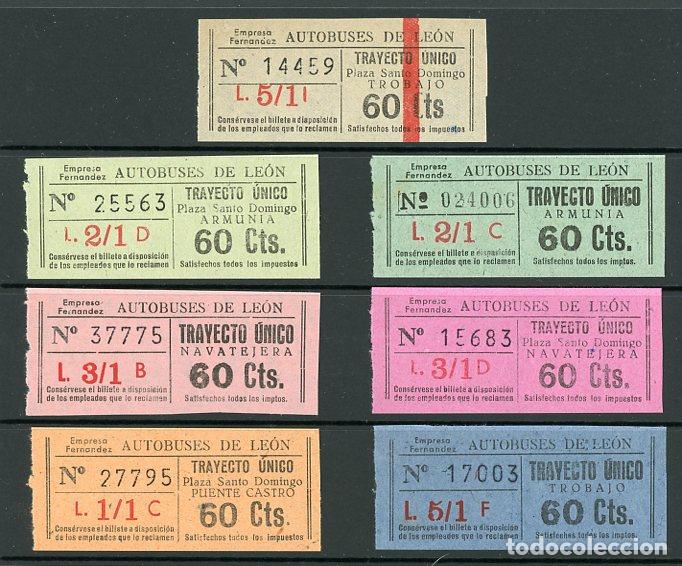 Empresa Fernandez AUTOBUSES DE LEÓN
Nº 14459 TRAYECTO ÚNICO
Plaza Santo Domingo
TROBAJO
L. 5/1 I 60 Cts
Consérvese el billete a disposición
de los empleados que lo reclamen Satisfechos todos los impuestos
Empresa Fernandez AUTOBUSES DE LEÓN
Nº 25563 TRAYECTO ÚNICO
Plaza Santo Domingo
ARMUNIA
L. 2/1 D 60 Cts.
Consérvese el billete a disposición
de los empleados que lo reclamen Satisfechos todos los impuestos
Empresa Fernandez AUTOBUSES DE LEÓN
Nº 024006 TRAYECTO ÚNICO
ARMUNIA
L. 2/1 C 60 Cts.
Consérvese el billete a disposición
de los empleados que lo reclamen Satisfechos todos los imptos.
Empresa Fernandez AUTOBUSES DE LEÓN
Nº 37775 TRAYECTO ÚNICO
NAVATEJERA
L. 3/1 B 60 Cts.
Consérvese el billete a disposición
de los empleados que lo reclamen Satisfechos todos los imptos.
Empresa Fernandez AUTOBUSES DE LEÓN
Nº 15683 TRAYECTO ÚNICO
Plaza Santo Domingo
NAVATEJERA
L. 3/1 D 60 Cts.
Consérvese el billete a disposición
de los empleados que lo reclamen Satisfechos todos los impuestos
Empresa Fernandez AUTOBUSES DE LEÓN
Nº 27795 TRAYECTO ÚNICO
Plaza Santo Domingo
PUENTE CASTRO
L. 1/1 C 60 Cts.
Consérvese el billete a disposición
de los empleados que lo reclamen Satisfechos todos los impuestos
Empresa Fernandez AUTOBUSES DE LEÓN
Nº 17003 TRAYECTO ÚNICO
TROBAJO
L. 5/1 F 60 Cts.
Consérvese el billete a disposición
de los empleados que lo reclamen Satisfechos todos los imptos.
todocoleccion.net